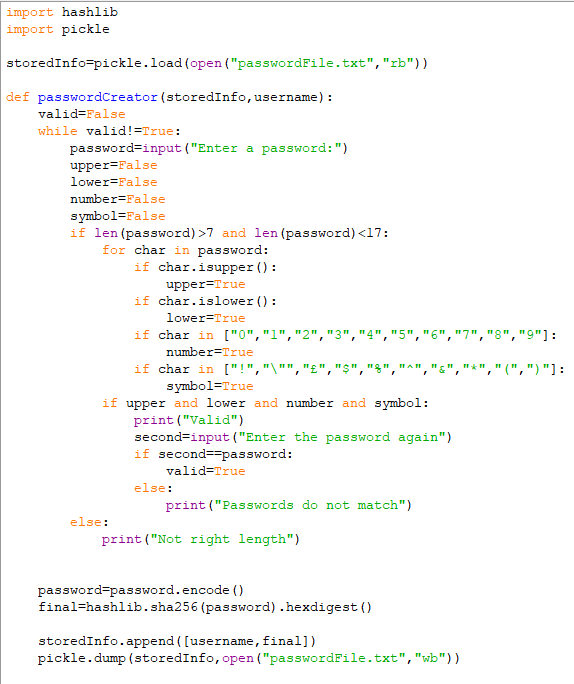 import hashlib
import pickle

storedInfo=pickle.load(open("passwordFile.txt","rb"))

def passwordCreator(storedInfo,username):
    valid=False
    while valid!=True:
        password=input("Enter a password:")
        upper=False
        lower=False
        number=False
        symbol=False
        if len(password)>7 and len(password)<17:
            for char in password:
                if char.isupper():
                    upper=True
                if char.islower():
                    lower=True
                if char in ["0","1","2","3","4","5","6","7","8","9"]:
                    number=True
                if char in ["!","\"","£","$","%","^","&","*","(",")"]:
                    symbol=True
            if upper and lower and number and symbol:
                print("Valid")
                second=input("Enter the password again")
                if second==password:
                    valid=True
                else:
                    print("Passwords do not match")
        else:
            print("Not right length")

    password=password.encode()
    final=hashlib.sha256(password).hexdigest()

    storedInfo.append([username,final])
    pickle.dump(storedInfo,open("passwordFile.txt","wb"))